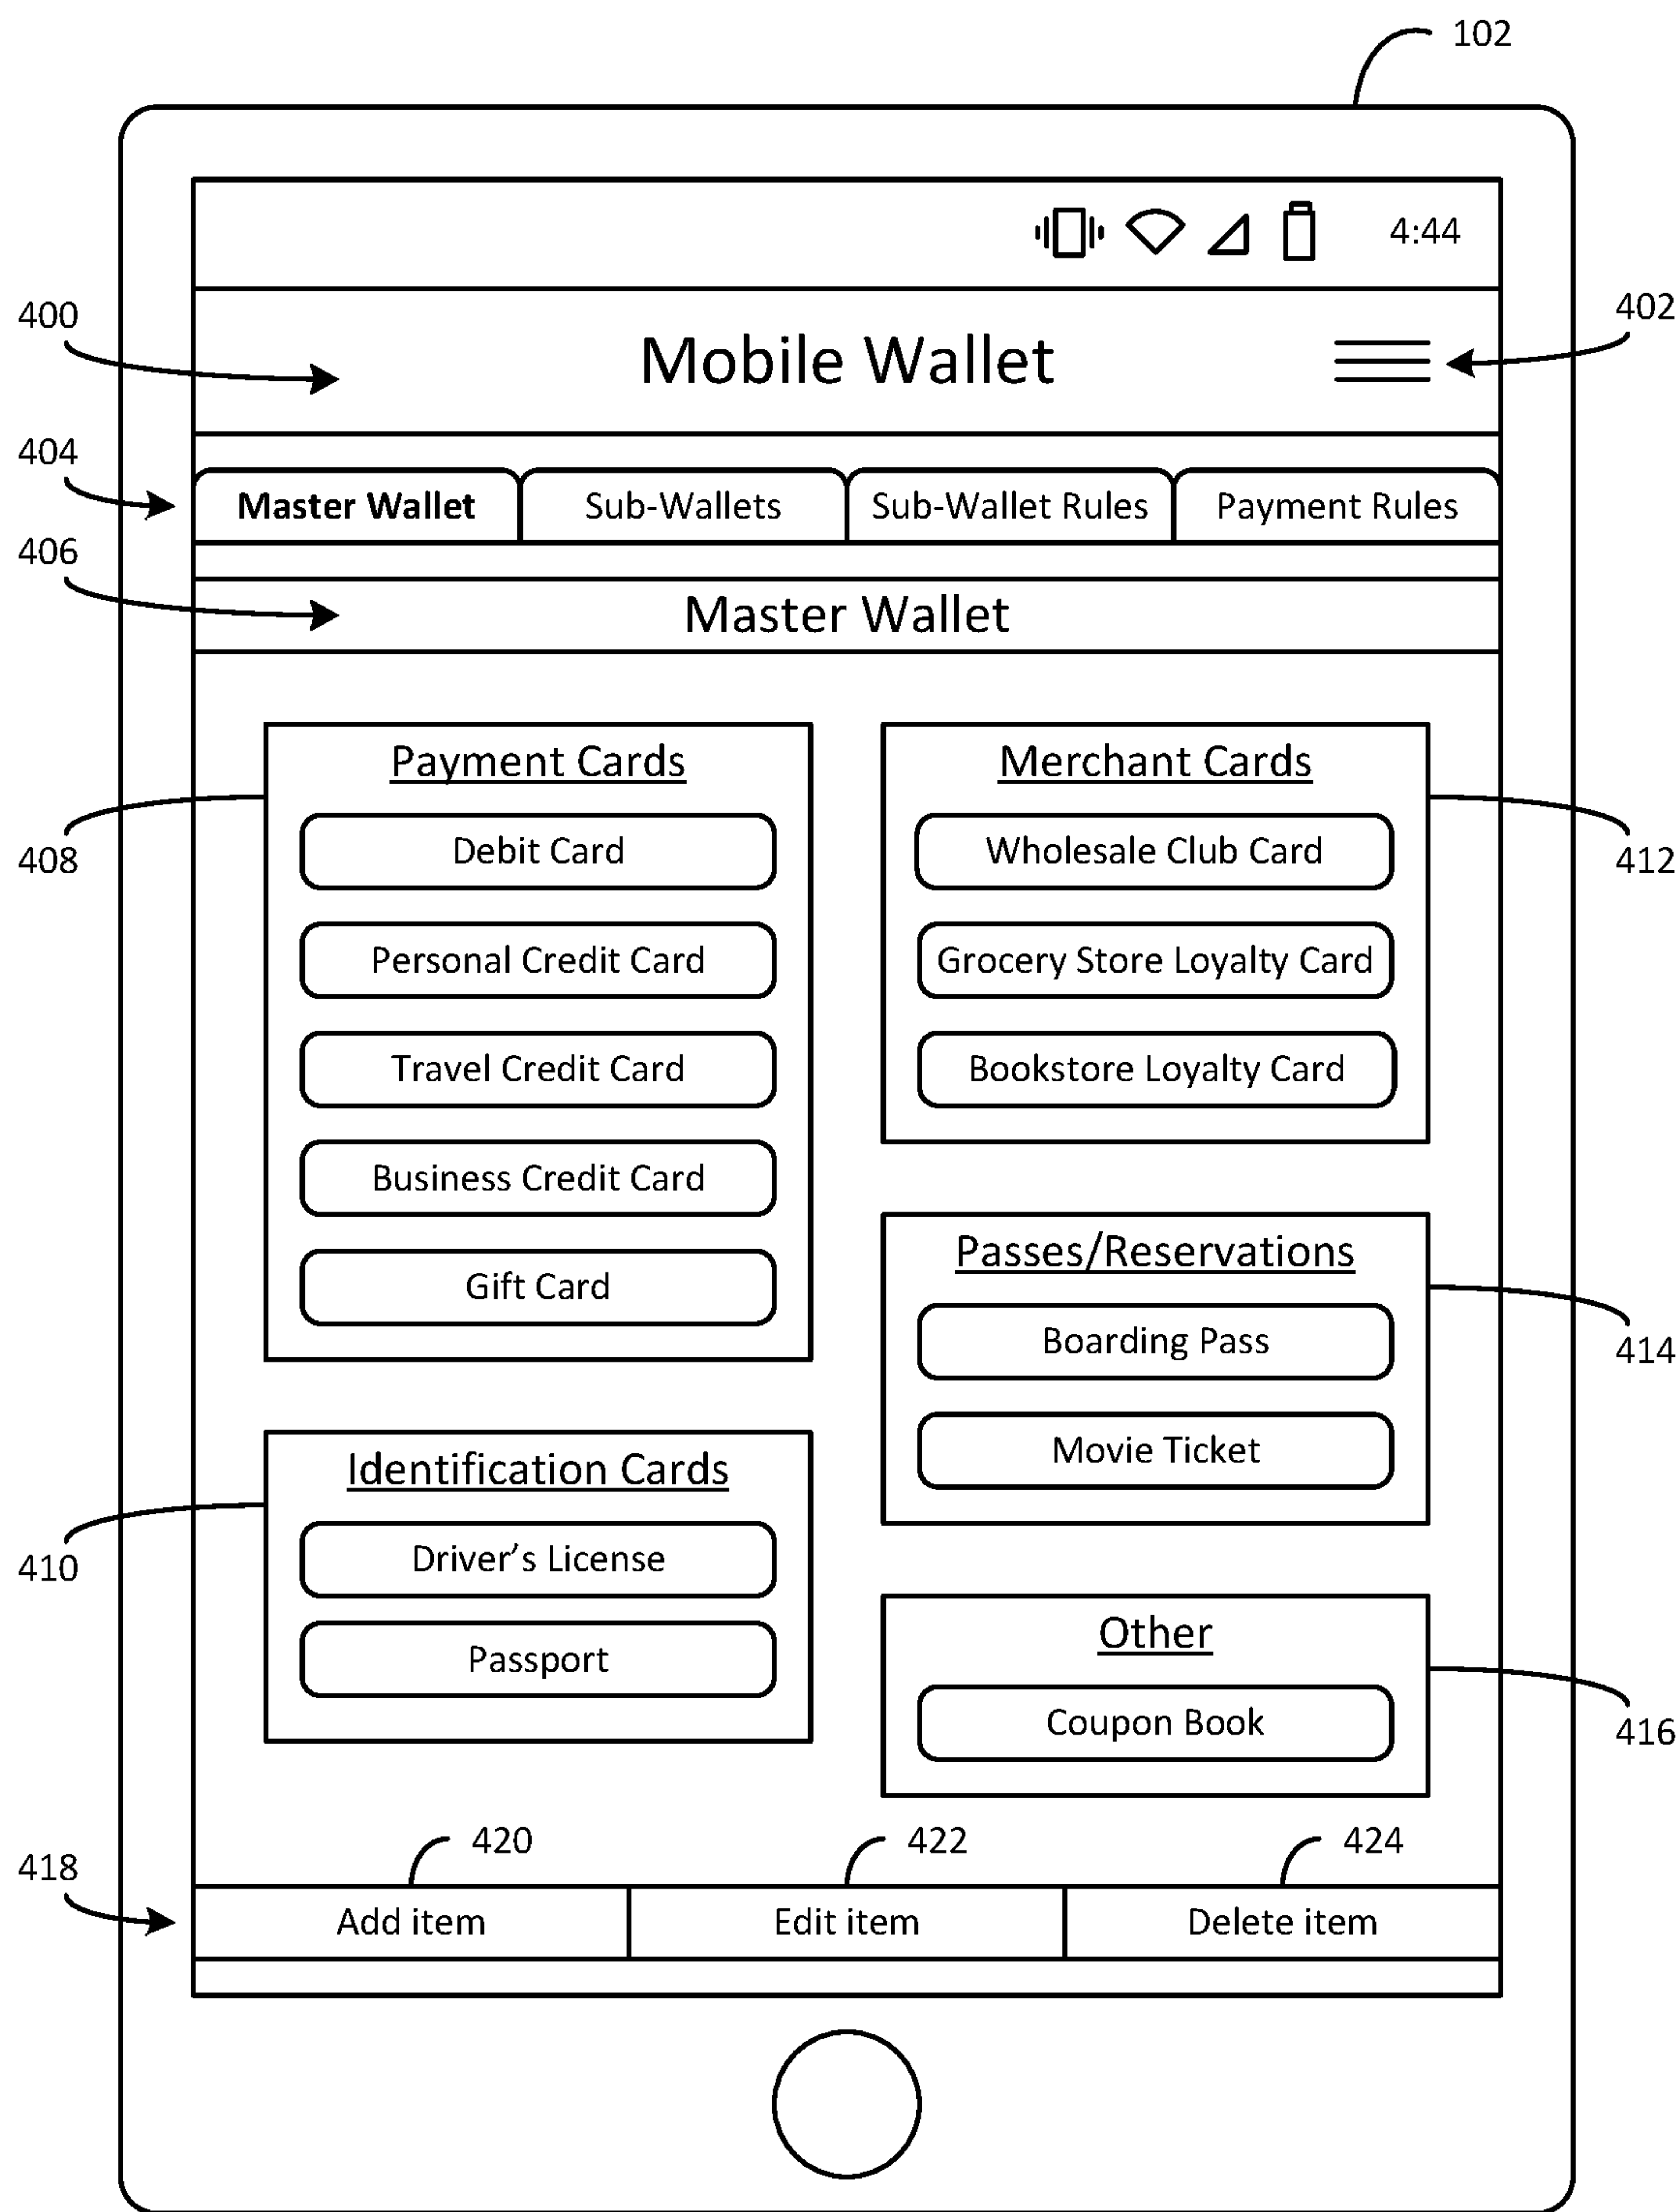 102
4:44
400
Mobile Wallet
402
404
Master Wallet
Sub-Wallets
Sub-Wallet Rules
Payment Rules
406
Master Wallet
Payment Cards
Debit Card
Personal Credit Card
Travel Credit Card
Business Credit Card
Gift Card
408
Merchant Cards
Wholesale Club Card
Grocery Store Loyalty Card
Bookstore Loyalty Card
412
Passes/Reservations
Boarding Pass
Movie Ticket
414
Identification Cards
Driver’s License
Passport
410
Other
Coupon Book
416
420
422
424
418
Add item
Edit item
Delete item